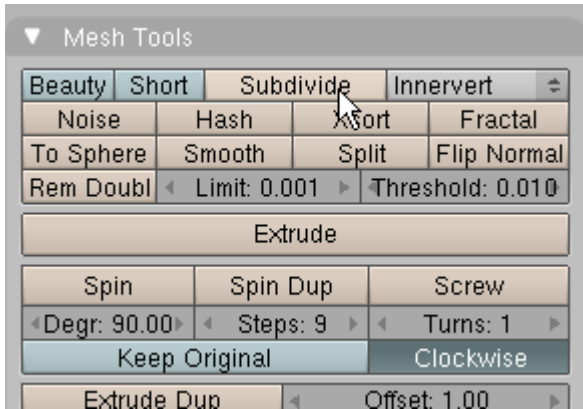 Mesh Tools
Beauty Short Subdivide Innervert
Noise Hash Xsort Fractal
To Sphere Smooth Split Flip Normal
Rem Doubl Limit: 0.001 Threshold: 0.010
Extrude
Spin Spin Dup Screw
Degr: 90.00 Steps: 9 Turns: 1
Keep Original Clockwise
Extrude Dup Offset: 1.00